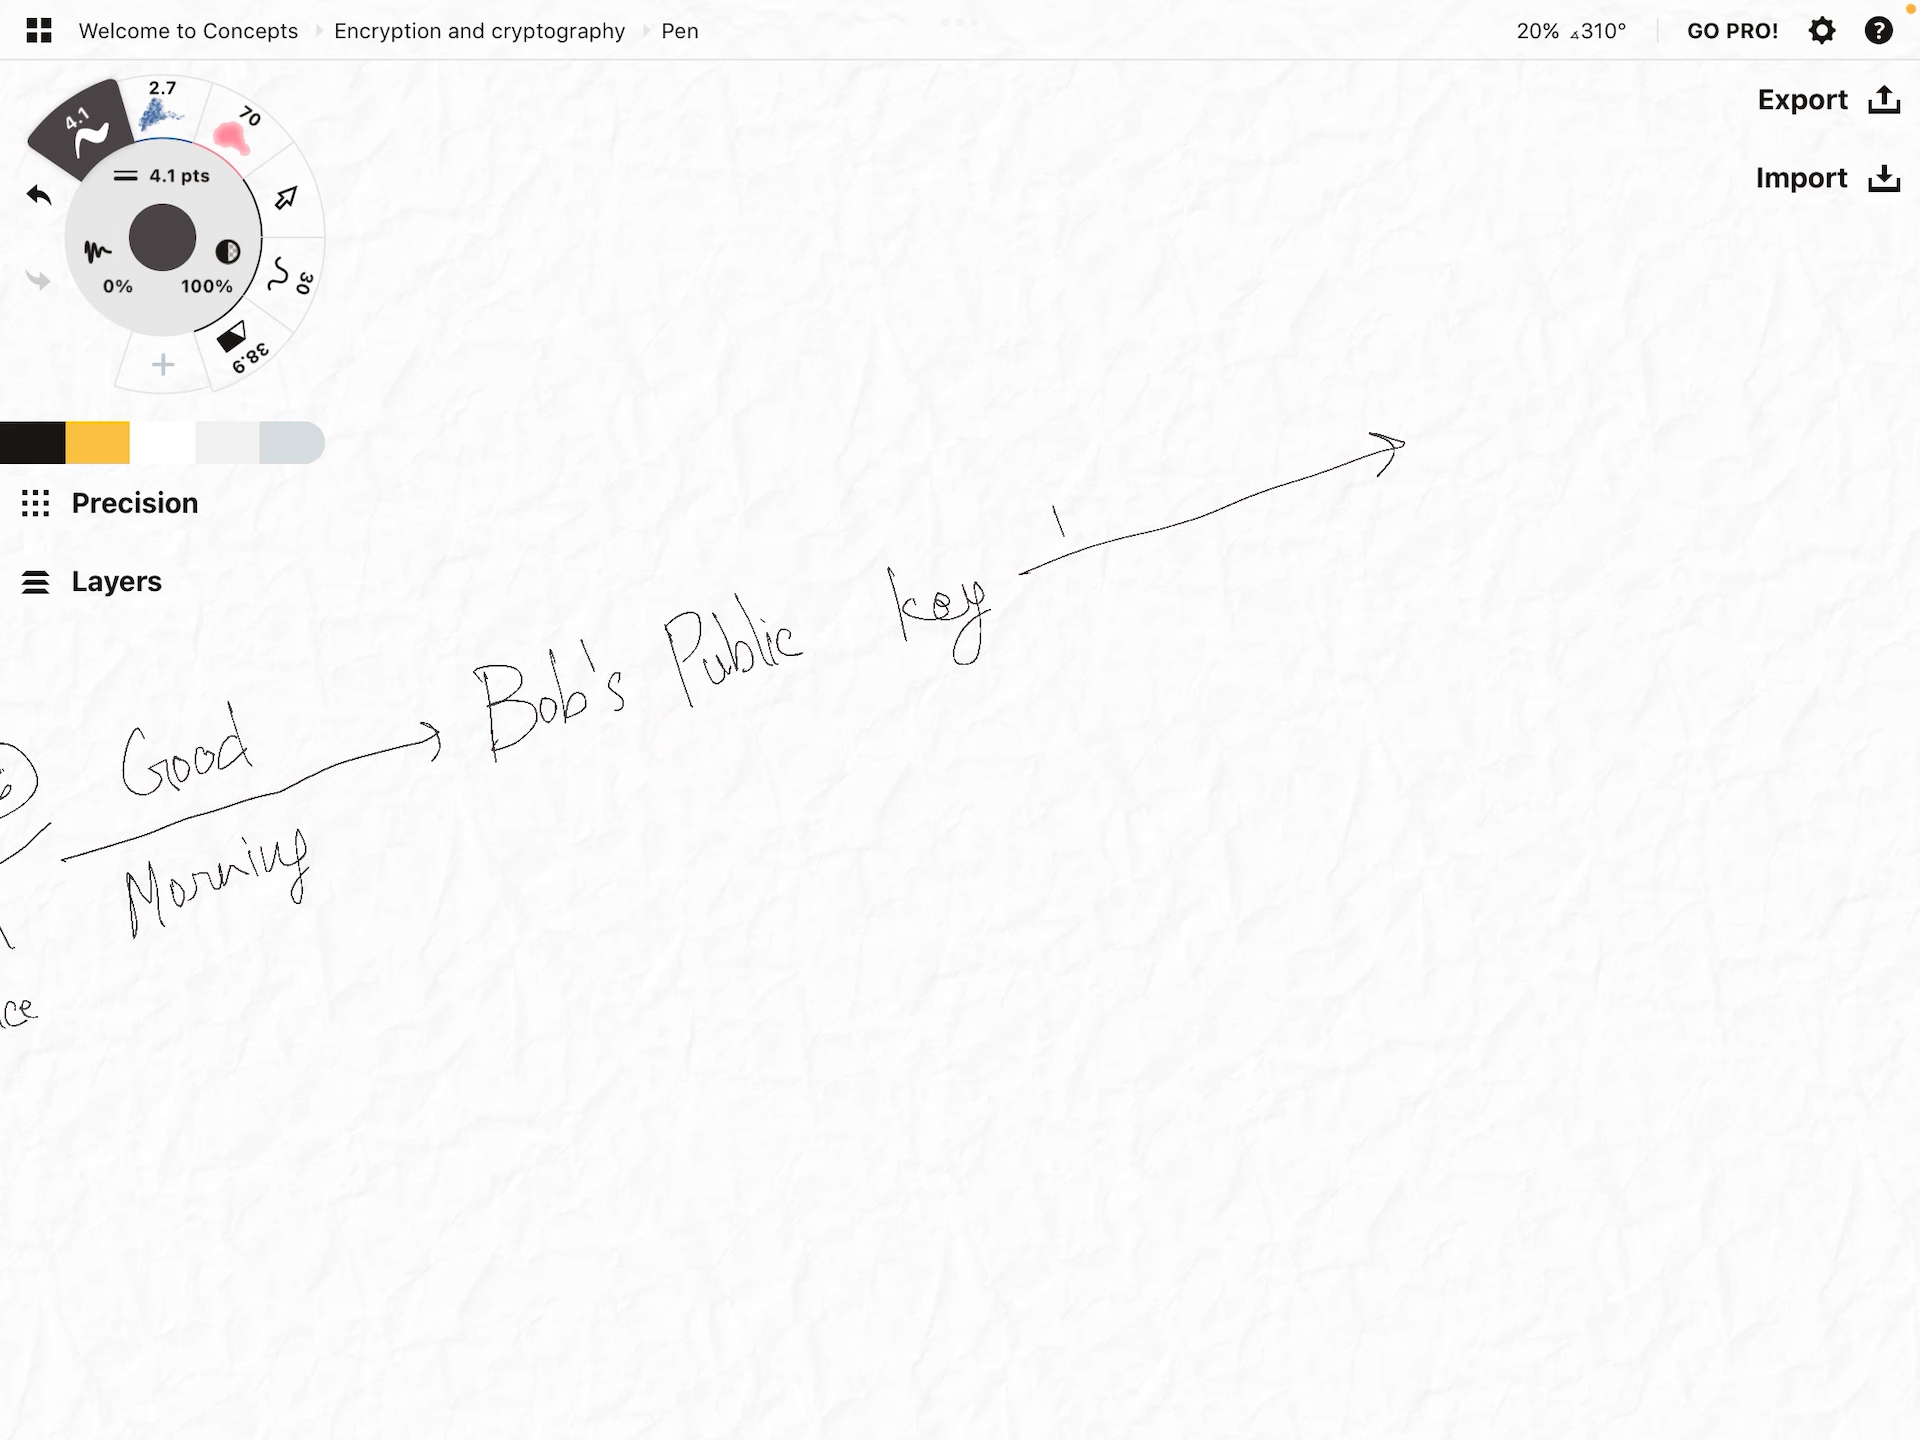 Welcome to Concepts Encryption and cryptography Pen
20% ∡310° GO PRO! ?
Export
Import
4.1 2.7 70
4.1 pts
0% 100%
30
38.9
Precision
Layers
Good
Morning
Bob's Public key